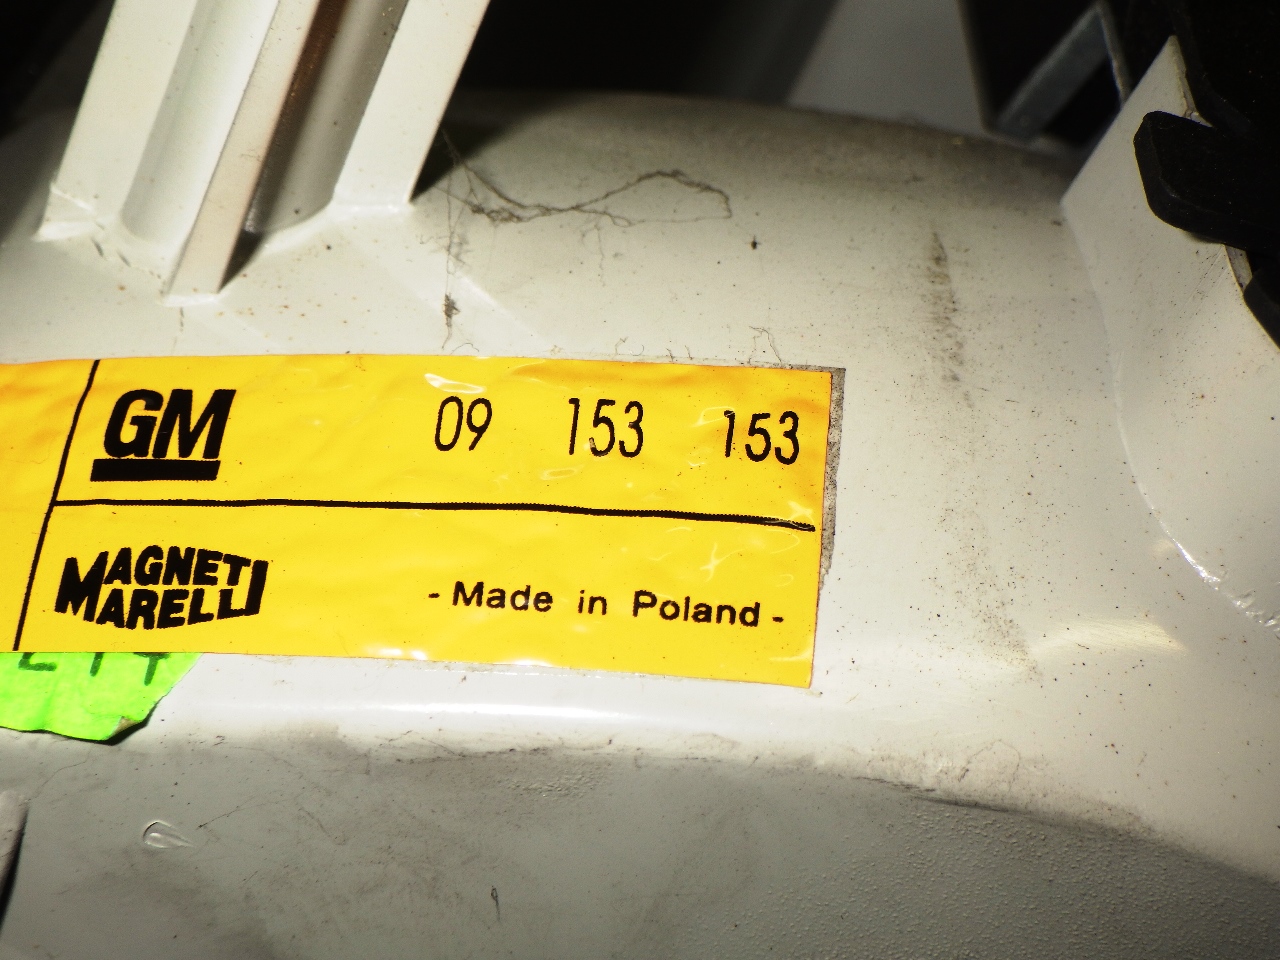 GM 09 153 153
MAGNETI
MARELLI
- Made in Poland -